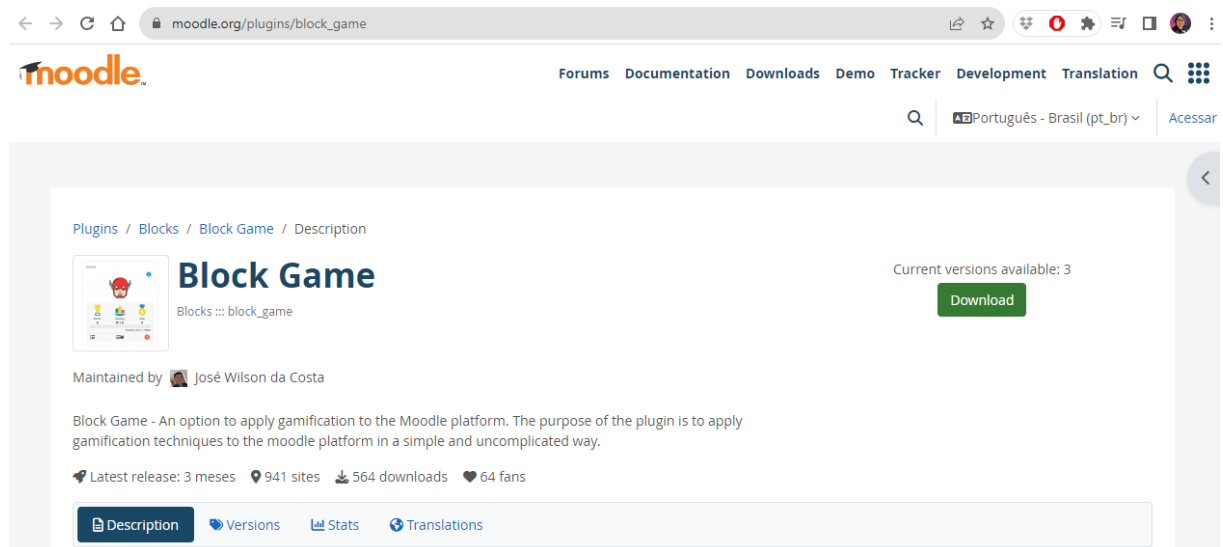 moodle.org/plugins/block_game
moodle
Forums Documentation Downloads Demo Tracker Development Translation
Português - Brasil (pt_br)
Acessar
Plugins / Blocks / Block Game / Description
Block Game
Blocks ::: block_game
Current versions available: 3
Download
Maintained by José Wilson da Costa
Block Game - An option to apply gamification to the Moodle platform. The purpose of the plugin is to apply
gamification techniques to the moodle platform in a simple and uncomplicated way.
Latest release: 3 meses 941 sites 564 downloads 64 fans
Description Versions Stats Translations